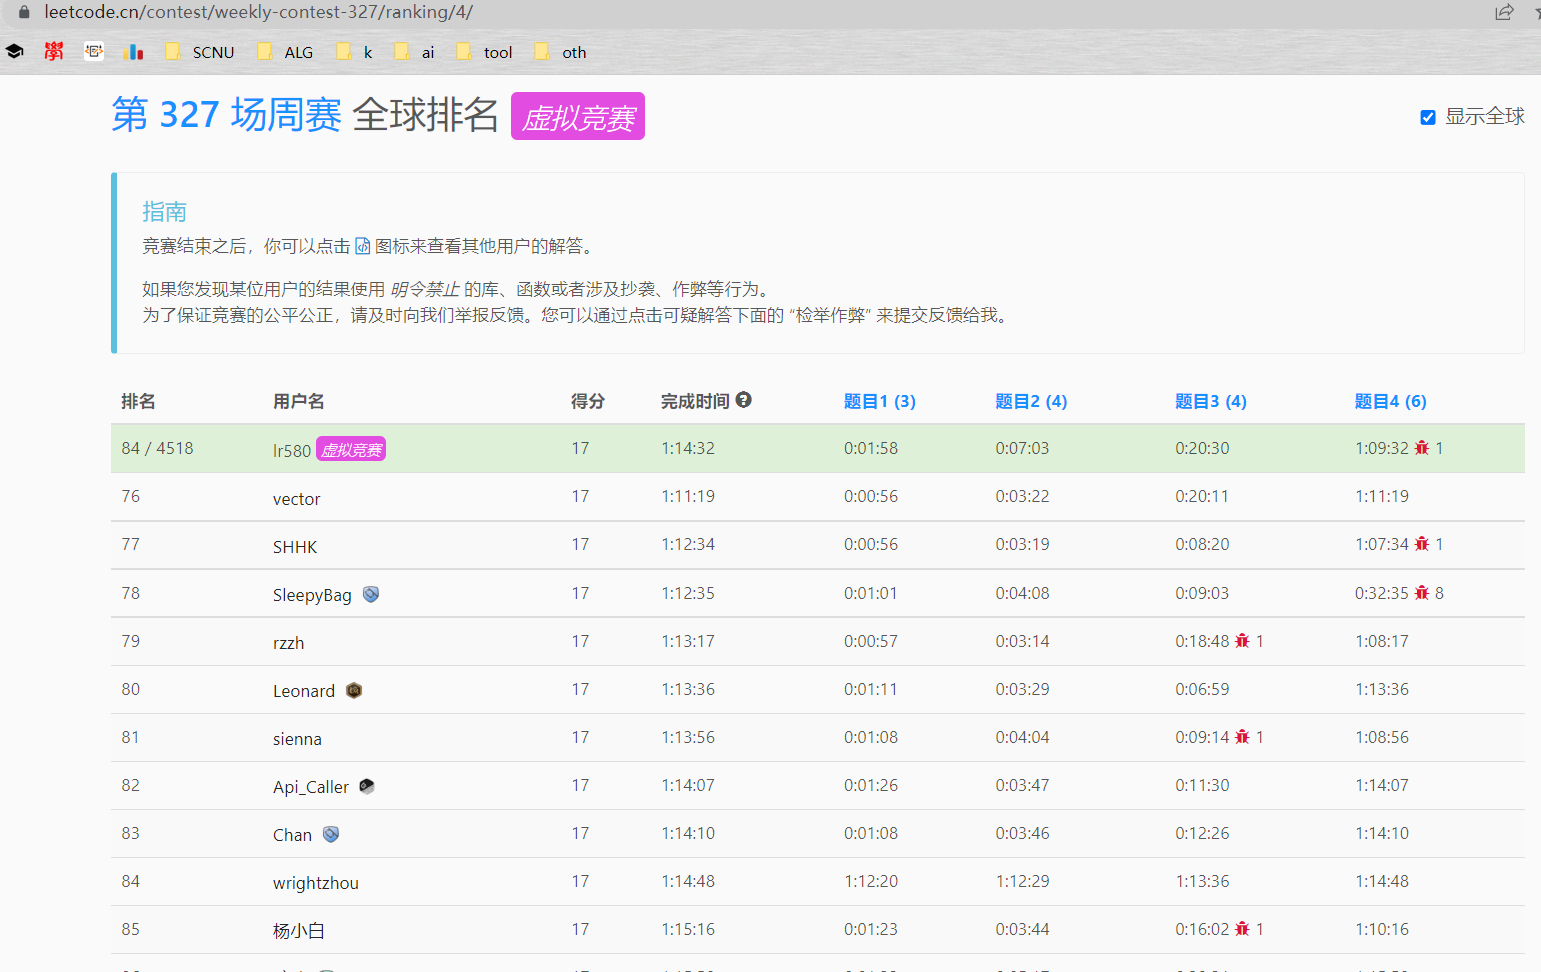 leetcode.cn/contest/weekly-contest-327/ranking/4/
SCNU ALG k ai tool oth
第 327 场周赛 全球排名 虚拟竞赛 显示全球
指南
竞赛结束之后，你可以点击 图标来查看其他用户的解答。
如果您发现某位用户的结果使用 明令禁止 的库、函数或者涉及抄袭、作弊等行为。
为了保证竞赛的公平公正，请及时向我们举报反馈。您可以通过点击可疑解答下面的 “检举作弊” 来提交反馈给我。
排名 用户名 得分 完成时间 题目1 (3) 题目2 (4) 题目3 (4) 题目4 (6)
84 / 4518 lr580 虚拟竞赛 17 1:14:32 0:01:58 0:07:03 0:20:30 1:09:32 1
76 vector 17 1:11:19 0:00:56 0:03:22 0:20:11 1:11:19
77 SHHK 17 1:12:34 0:00:56 0:03:19 0:08:20 1:07:34 1
78 SleepyBag 17 1:12:35 0:01:01 0:04:08 0:09:03 0:32:35 8
79 rzzh 17 1:13:17 0:00:57 0:03:14 0:18:48 1 1:08:17
80 Leonard 17 1:13:36 0:01:11 0:03:29 0:06:59 1:13:36
81 sienna 17 1:13:56 0:01:08 0:04:04 0:09:14 1 1:08:56
82 Api_Caller 17 1:14:07 0:01:26 0:03:47 0:11:30 1:14:07
83 Chan 17 1:14:10 0:01:08 0:03:46 0:12:26 1:14:10
84 wrightzhou 17 1:14:48 1:12:20 1:12:29 1:13:36 1:14:48
85 杨小白 17 1:15:16 0:01:23 0:03:44 0:16:02 1 1:10:16